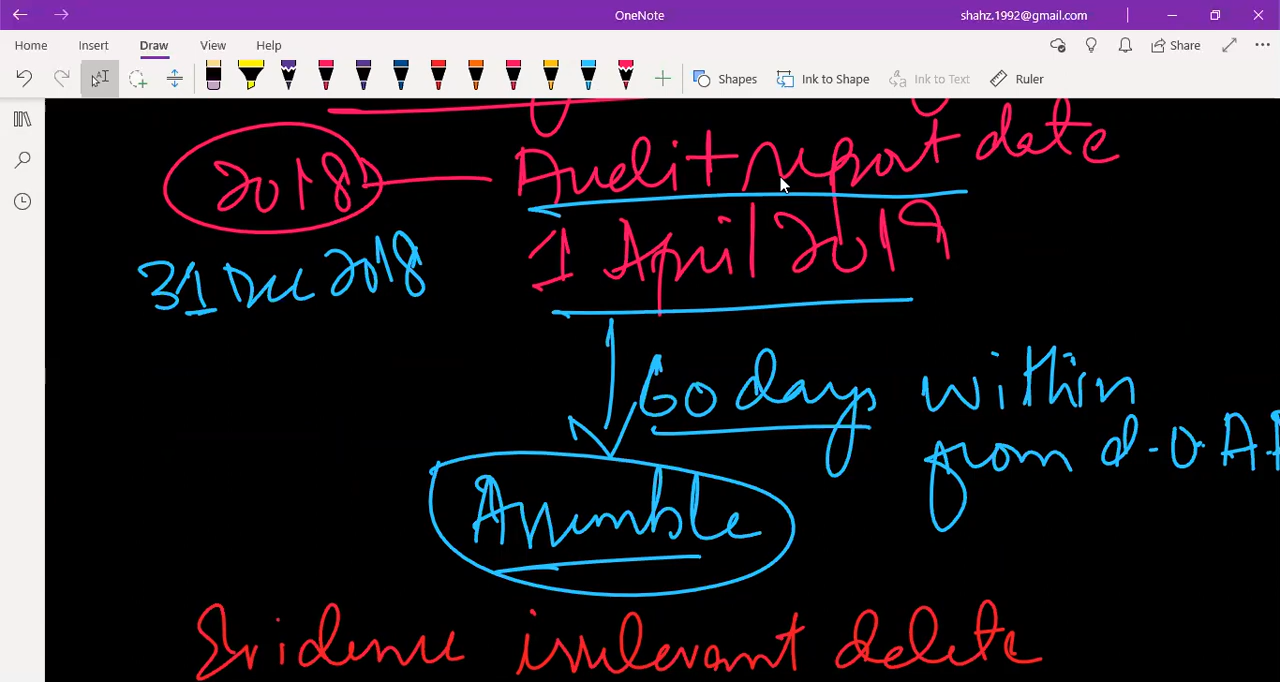 OneNote
shahz.1992@gmail.com
Home Insert Draw View Help
Share
Shapes
Ink to Shape
Ink to Text
Ruler
2018 Audit report date
31 Dec 2018
1 April 2019
60 days within
from d.O.A
Assemble
Evidence irrelevant delete